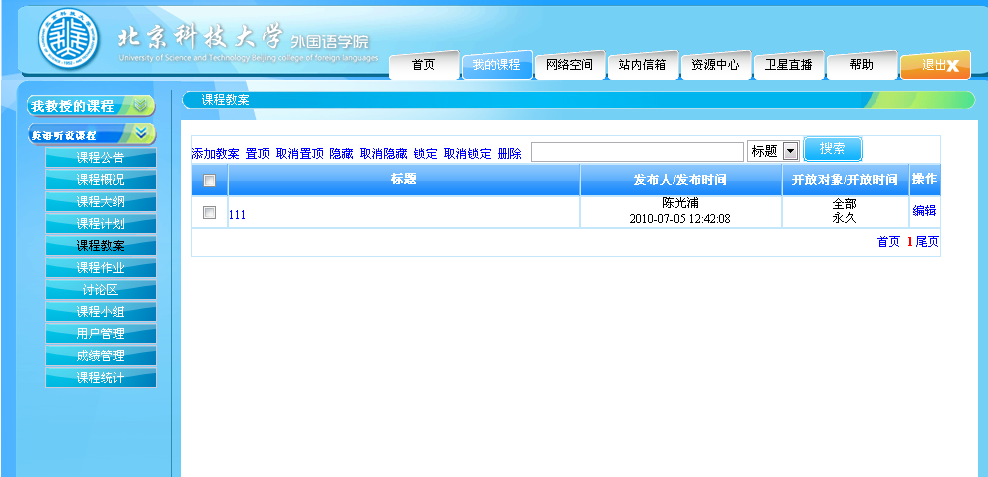 北京科技大学 外国语学院
University of Science and Technology Beijing college of foreign languages
首页 我的课程 网络空间 站内信箱 资源中心 卫星直播 帮助 退出X
我教授的课程
课程教案
英语听说课程
课程公告
课程概况
课程大纲
课程计划
课程教案
课程作业
讨论区
课程小组
用户管理
成绩管理
课程统计
添加教案 置顶 取消置顶 隐藏 取消隐藏 锁定 取消锁定 删除 标题 搜索
标题 发布人/发布时间 开放对象/开放时间 操作
111 陈光浦 全部 编辑
2010-07-05 12:42:08 永久
首页 1 尾页